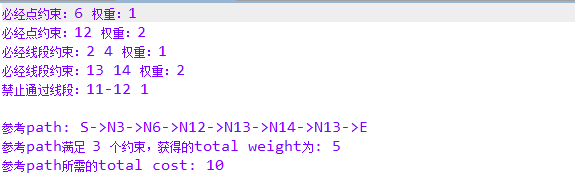 必经点约束: 6 权重: 1
必经点约束: 12 权重: 2
必经线段约束: 2 4 权重: 1
必经线段约束: 13 14 权重: 2
禁止通过线段: 11-12 1
参考path: S->N3->N6->N12->N13->N14->N13->E
参考path满足 3 个约束,获得的total weight为: 5
参考path所需的total cost: 10